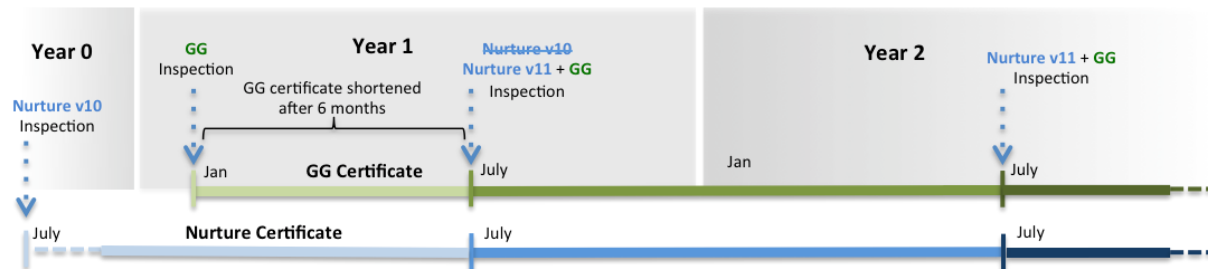 Year 0
Nurture v10
Inspection
July
GG
Inspection
Year 1
GG certificate shortened
after 6 months
Nurture v10
Nurture v11 + GG
Inspection
Jan
GG Certificate
July
Year 2
Nurture v11 + GG
Inspection
Jan
July
Nurture Certificate
July
July